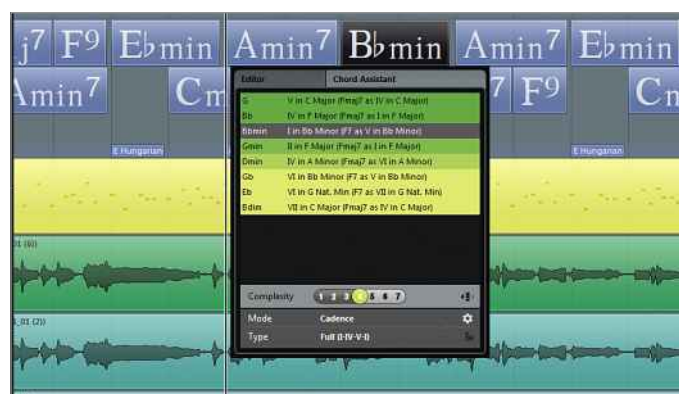 j7 F9 E♭min Amin7 B♭min Amin7 E♭min
Amin7 Cm 7 F9 Cn
Editor Chord Assistant
G V in C Major (Fmaj7 as IV in C Major)
Bb IV in F Major (Fmaj7 as I in F Major)
Bbmin I in Bb Minor (F7 as V in Bb Minor)
Gmin II in F Major (Fmaj7 as I in F Major)
Dmin IV in A Minor (Fmaj7 as VI in A Minor)
Gb VI in Bb Minor (F7 as V in Bb Minor)
Eb VI in G Nat. Min (F7 as VII in G Nat. Min)
Bdim VII in C Major (Fmaj7 as IV in C Major)
E Hungarian E Hungarian
Complexity 1 2 3 4 5 6 7
Mode Cadence
Type Full (I-IV-V-I)